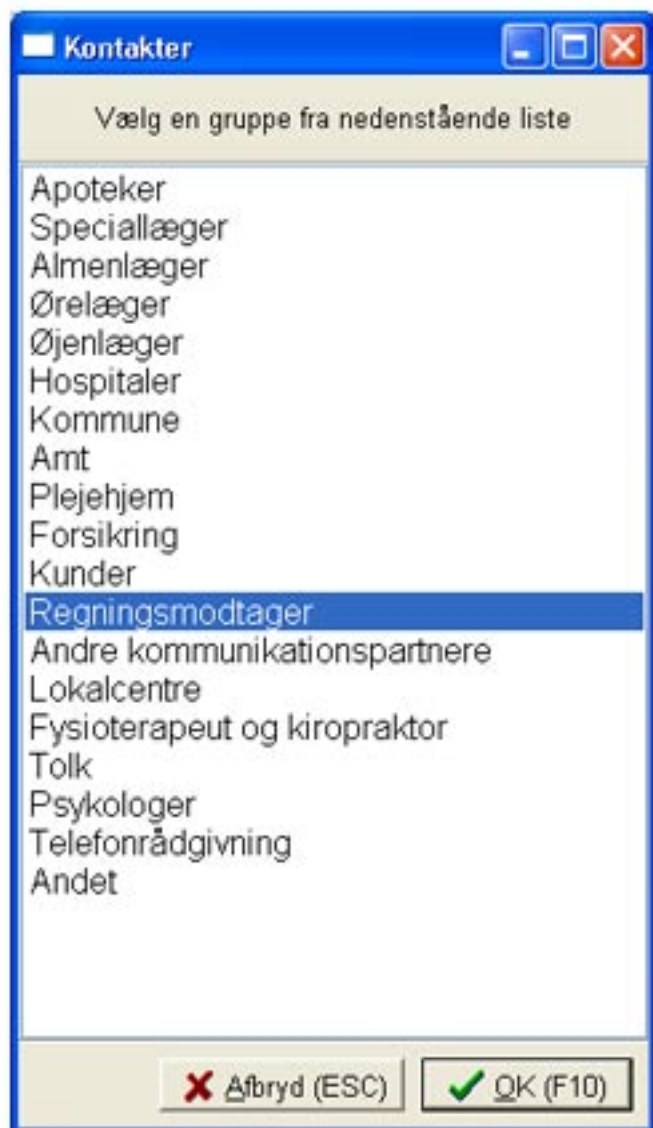 Kontakter
Vælg en gruppe fra nedenstående liste
Apoteker
Speciallæger
Almenlæger
Ørelæger
Øjenlæger
Hospitaler
Kommune
Amt
Plejehjem
Forsikring
Kunder
Regningsmodtager
Andre kommunikationspartnere
Lokalcentre
Fysioterapeut og kiropraktor
Tolk
Psykologer
Telefonrådgivning
Andet
Afbryd (ESC) OK (F10)